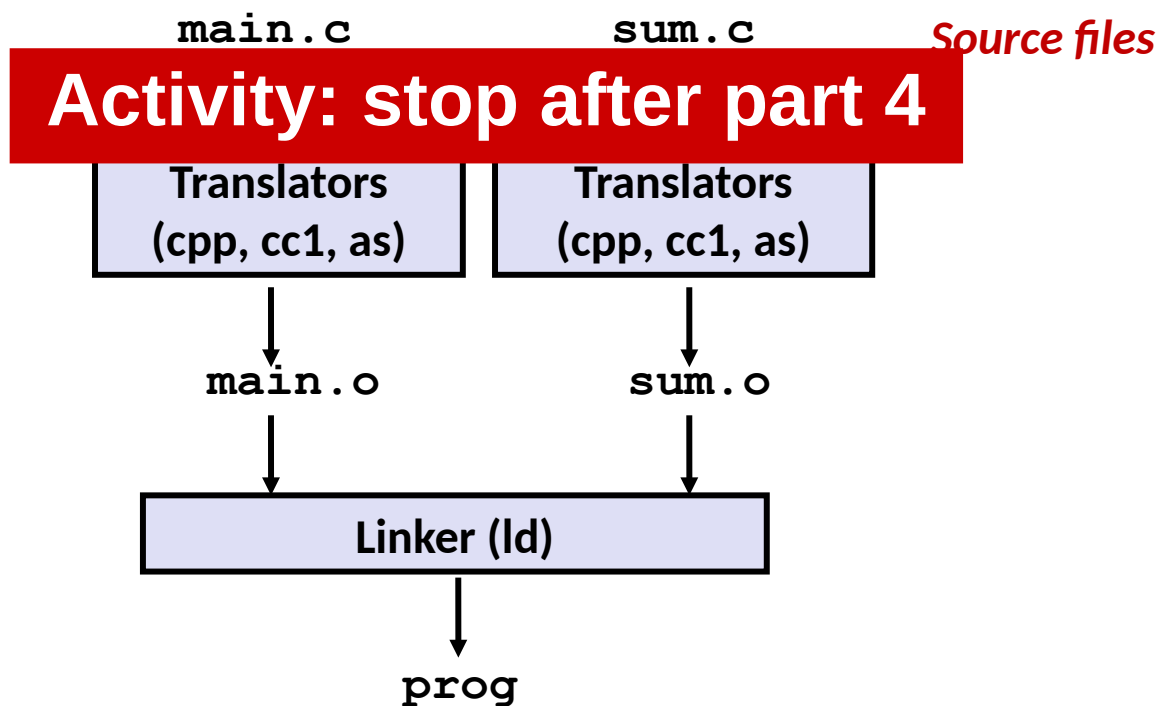 main.c sum.c Source files
Activity: stop after part 4
Translators Translators
(cpp, cc1, as) (cpp, cc1, as)
main.o sum.o
Linker (ld)
prog